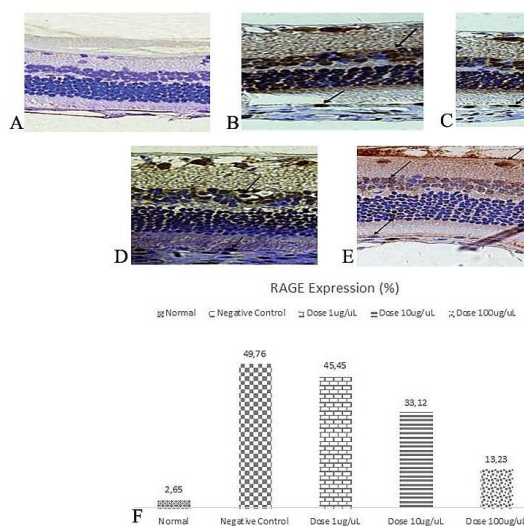 A
B
C
D
E
RAGE Expression (%)
Normal Negative Control Dose 1ug/uL Dose 10ug/uL Dose 100ug/uL
49,76
45,45
33,12
13,23
2,65
F
Normal Negative Control Dose 1ug/uL Dose 10ug/uL Dose 100ug/uL